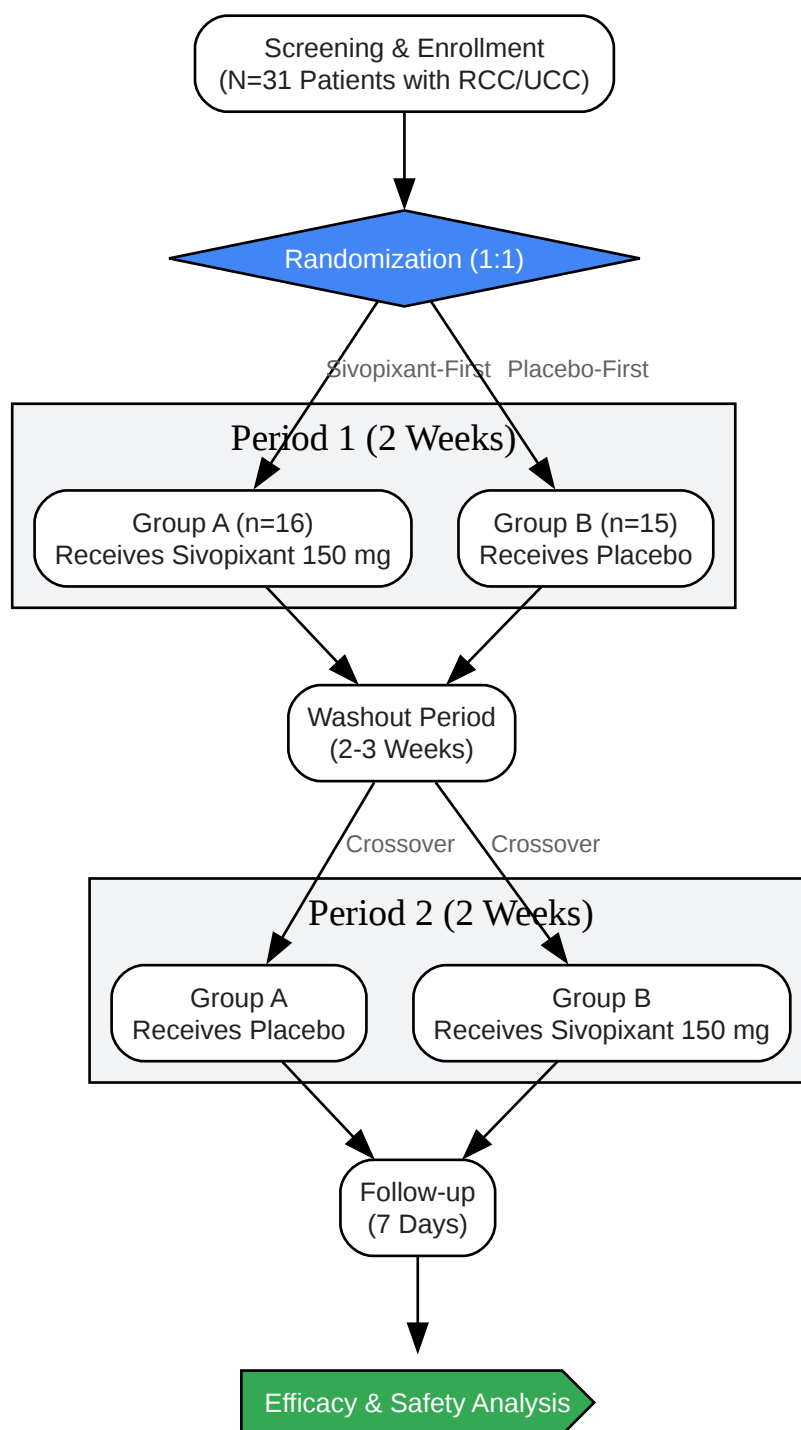 Screening & Enrollment
(N=31 Patients with RCC/UCC)
Randomization (1:1)
Sivopixant-First
Placebo-First
Period 1 (2 Weeks)
Group A (n=16)
Receives Sivopixant 150 mg
Group B (n=15)
Receives Placebo
Washout Period
(2-3 Weeks)
Crossover
Crossover
Period 2 (2 Weeks)
Group A
Receives Placebo
Group B
Receives Sivopixant 150 mg
Follow-up
(7 Days)
Efficacy & Safety Analysis